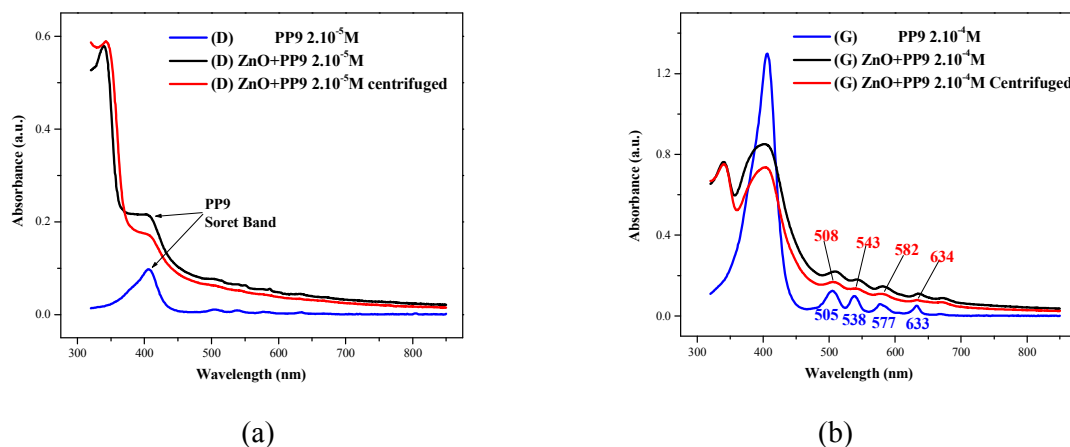 (D) PP9 2.10⁻⁵M
(D) ZnO+PP9 2.10⁻⁵M
(D) ZnO+PP9 2.10⁻⁵M centrifuged
PP9
Soret Band
0.6
0.4
0.2
0.0
Absorbance (a.u.)
300 400 500 600 700 800
Wavelength (nm)
(a)
(G) PP9 2.10⁻⁴M
(G) ZnO+PP9 2.10⁻⁴M
(G) ZnO+PP9 2.10⁻⁴M Centrifuged
508 543 582 634
505 538 577 633
1.2
0.8
0.4
0.0
Absorbance (a.u.)
300 400 500 600 700 800
Wavelength (nm)
(b)